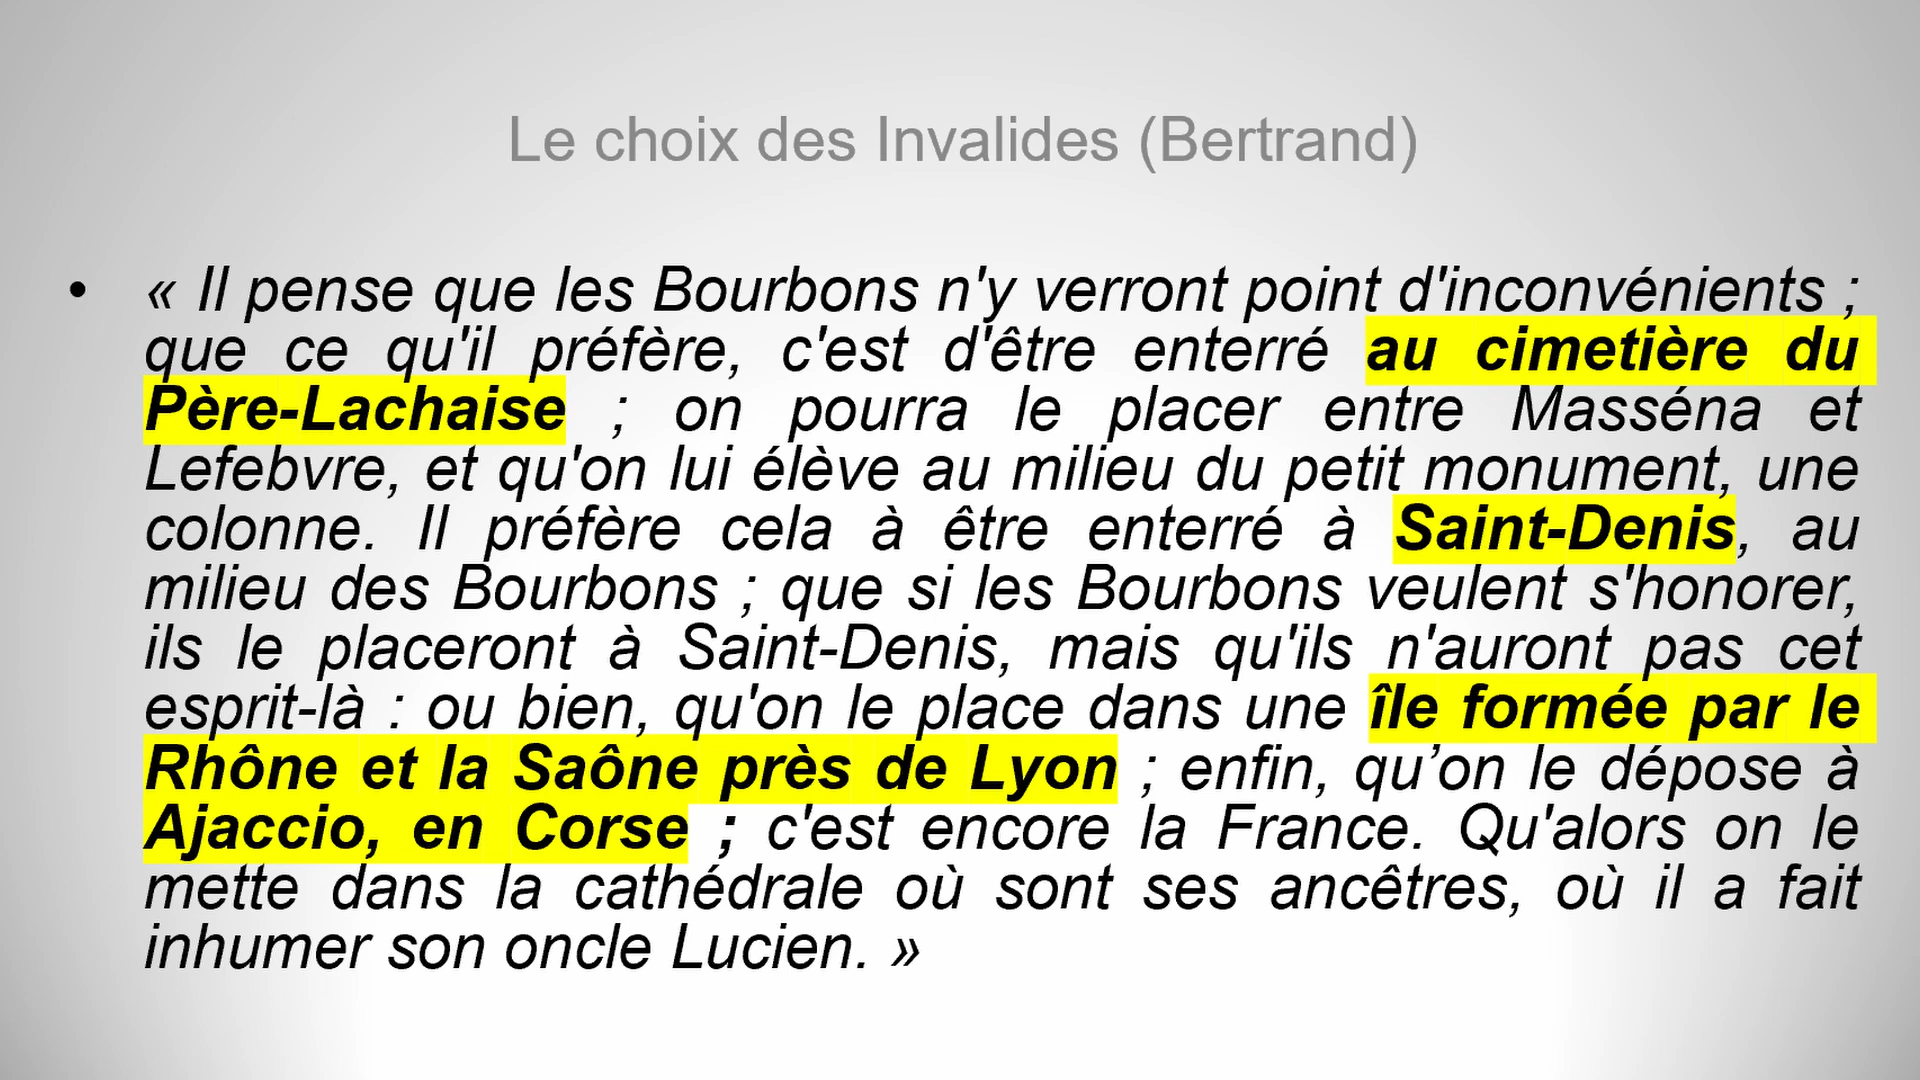 Le choix des Invalides (Bertrand)
• « Il pense que les Bourbons n'y verront point d'inconvénients ;
que ce qu'il préfère, c'est d'être enterré au cimetière du
Père-Lachaise ; on pourra le placer entre Masséna et
Lefebvre, et qu'on lui élève au milieu du petit monument, une
colonne. Il préfère cela à être enterré à Saint-Denis, au
milieu des Bourbons ; que si les Bourbons veulent s'honorer,
ils le placeront à Saint-Denis, mais qu'ils n'auront pas cet
esprit-là : ou bien, qu'on le place dans une île formée par le
Rhône et la Saône près de Lyon ; enfin, qu’on le dépose à
Ajaccio, en Corse ; c'est encore la France. Qu'alors on le
mette dans la cathédrale où sont ses ancêtres, où il a fait
inhumer son oncle Lucien. »